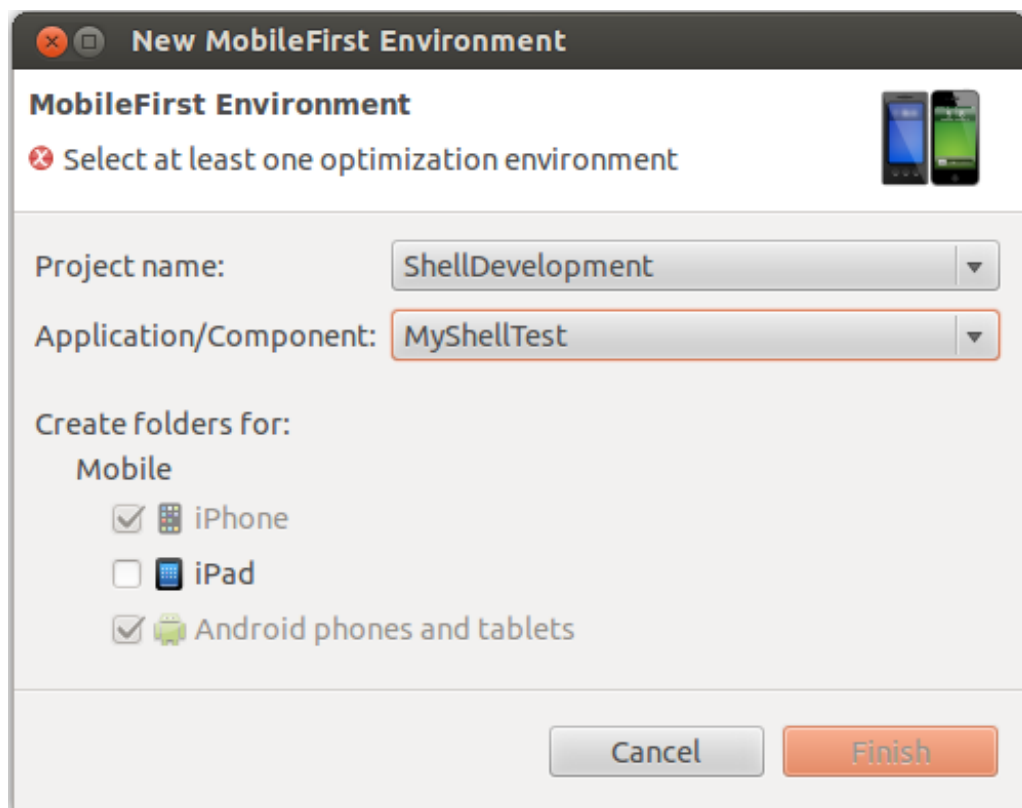 New MobileFirst Environment
MobileFirst Environment
Select at least one optimization environment
Project name: ShellDevelopment
Application/Component: MyShellTest
Create folders for:
Mobile
iPhone
iPad
Android phones and tablets
Cancel Finish